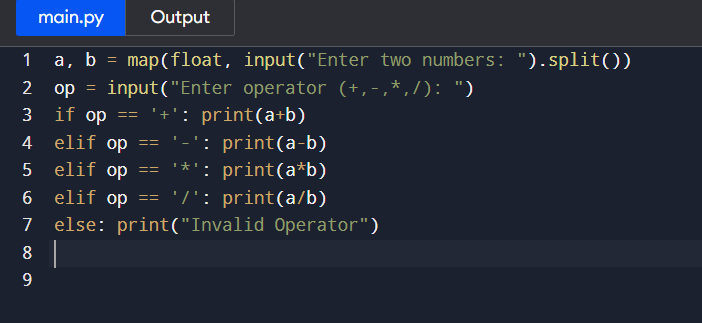 main.py Output
1 a, b = map(float, input("Enter two numbers: ").split())
2 op = input("Enter operator (+,-,*,/): ")
3 if op == '+': print(a+b)
4 elif op == '-': print(a-b)
5 elif op == '*': print(a*b)
6 elif op == '/': print(a/b)
7 else: print("Invalid Operator")
8
9